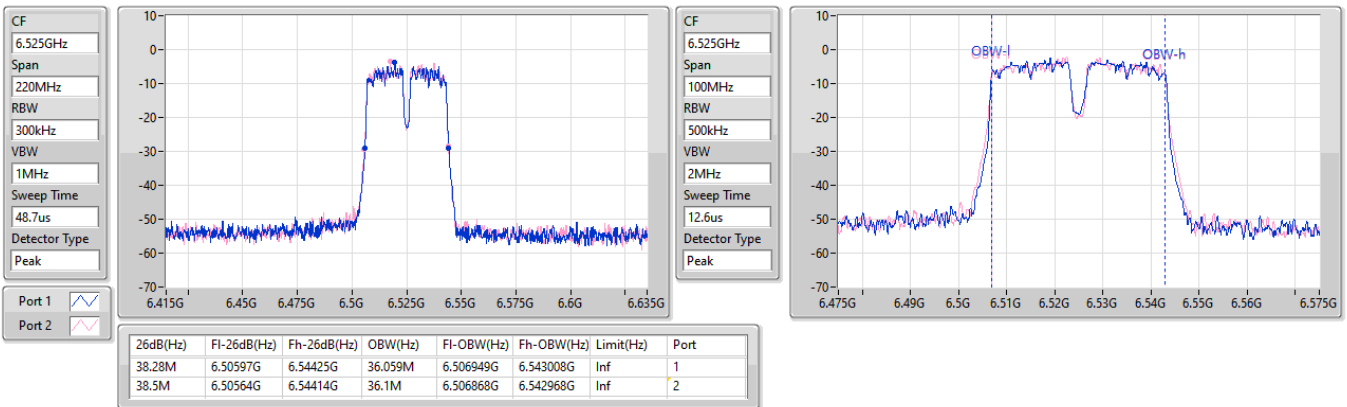 CF
6.525GHz
Span
220MHz
RBW
300kHz
VBW
1MHz
Sweep Time
48.7us
Detector Type
Peak
Port 1
Port 2
10
0
-10
-20
-30
-40
-50
-60
-70
6.415G 6.45G 6.475G 6.5G 6.525G 6.55G 6.575G 6.6G 6.635G
CF
6.525GHz
Span
100MHz
RBW
500kHz
VBW
2MHz
Sweep Time
12.6us
Detector Type
Peak
10
0
-10
-20
-30
-40
-50
-60
-70
OBW-l OBW-h
6.475G 6.49G 6.5G 6.51G 6.52G 6.53G 6.54G 6.55G 6.56G 6.575G
26dB(Hz) Fl-26dB(Hz) Fh-26dB(Hz) OBW(Hz) Fl-OBW(Hz) Fh-OBW(Hz) Limit(Hz) Port
38.28M 6.50597G 6.54425G 36.059M 6.506949G 6.543008G Inf 1
38.5M 6.50564G 6.54414G 36.1M 6.506868G 6.542968G Inf 2